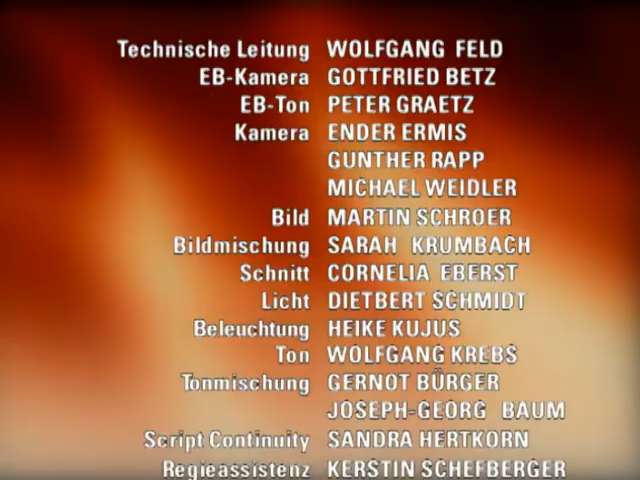 Technische Leitung WOLFGANG FELD
EB-Kamera GOTTFRIED BETZ
EB-Ton PETER GRAETZ
Kamera ENDER ERMIS
GUNTHER RAPP
MICHAEL WEIDLER
Bild MARTIN SCHROER
Bildmischung SARAH KRUMBACH
Schnitt CORNELIA EBERST
Licht DIETBERT SCHMIDT
Beleuchtung HEIKE KUJUS
Ton WOLFGANG KREBS
Tonmischung GERNOT BÜRGER
JOSEPH-GEORG BAUM
Script Continuity SANDRA HERTKORN
Regieassistenz KERSTIN SCHEFBERGER